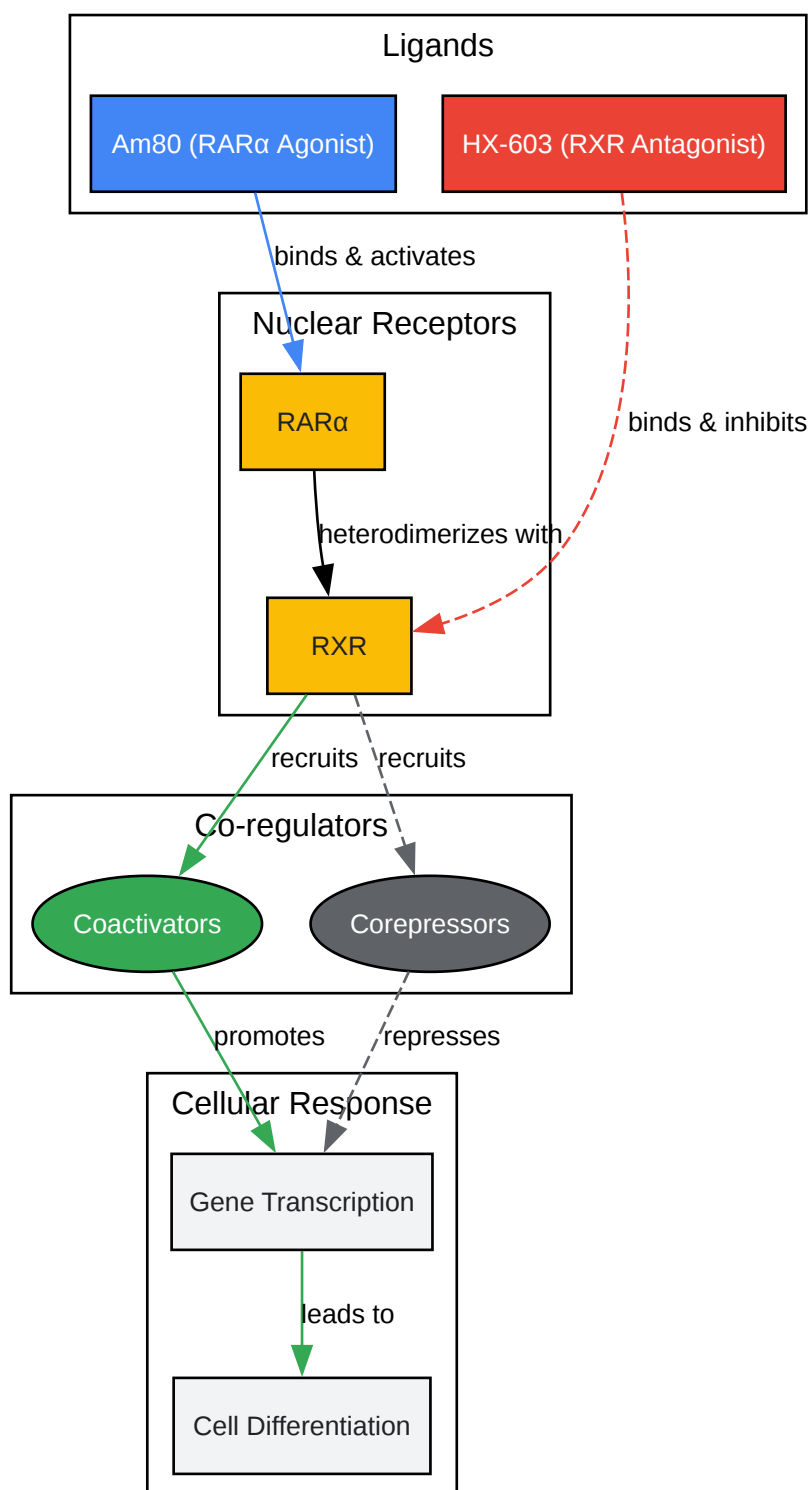 Ligands
Am80 (RARα Agonist)
HX-603 (RXR Antagonist)
binds & activates
Nuclear Receptors
RARα
binds & inhibits
heterodimerizes with
RXR
recruits
recruits
Co-regulators
Coactivators
Corepressors
promotes
represses
Cellular Response
Gene Transcription
leads to
Cell Differentiation